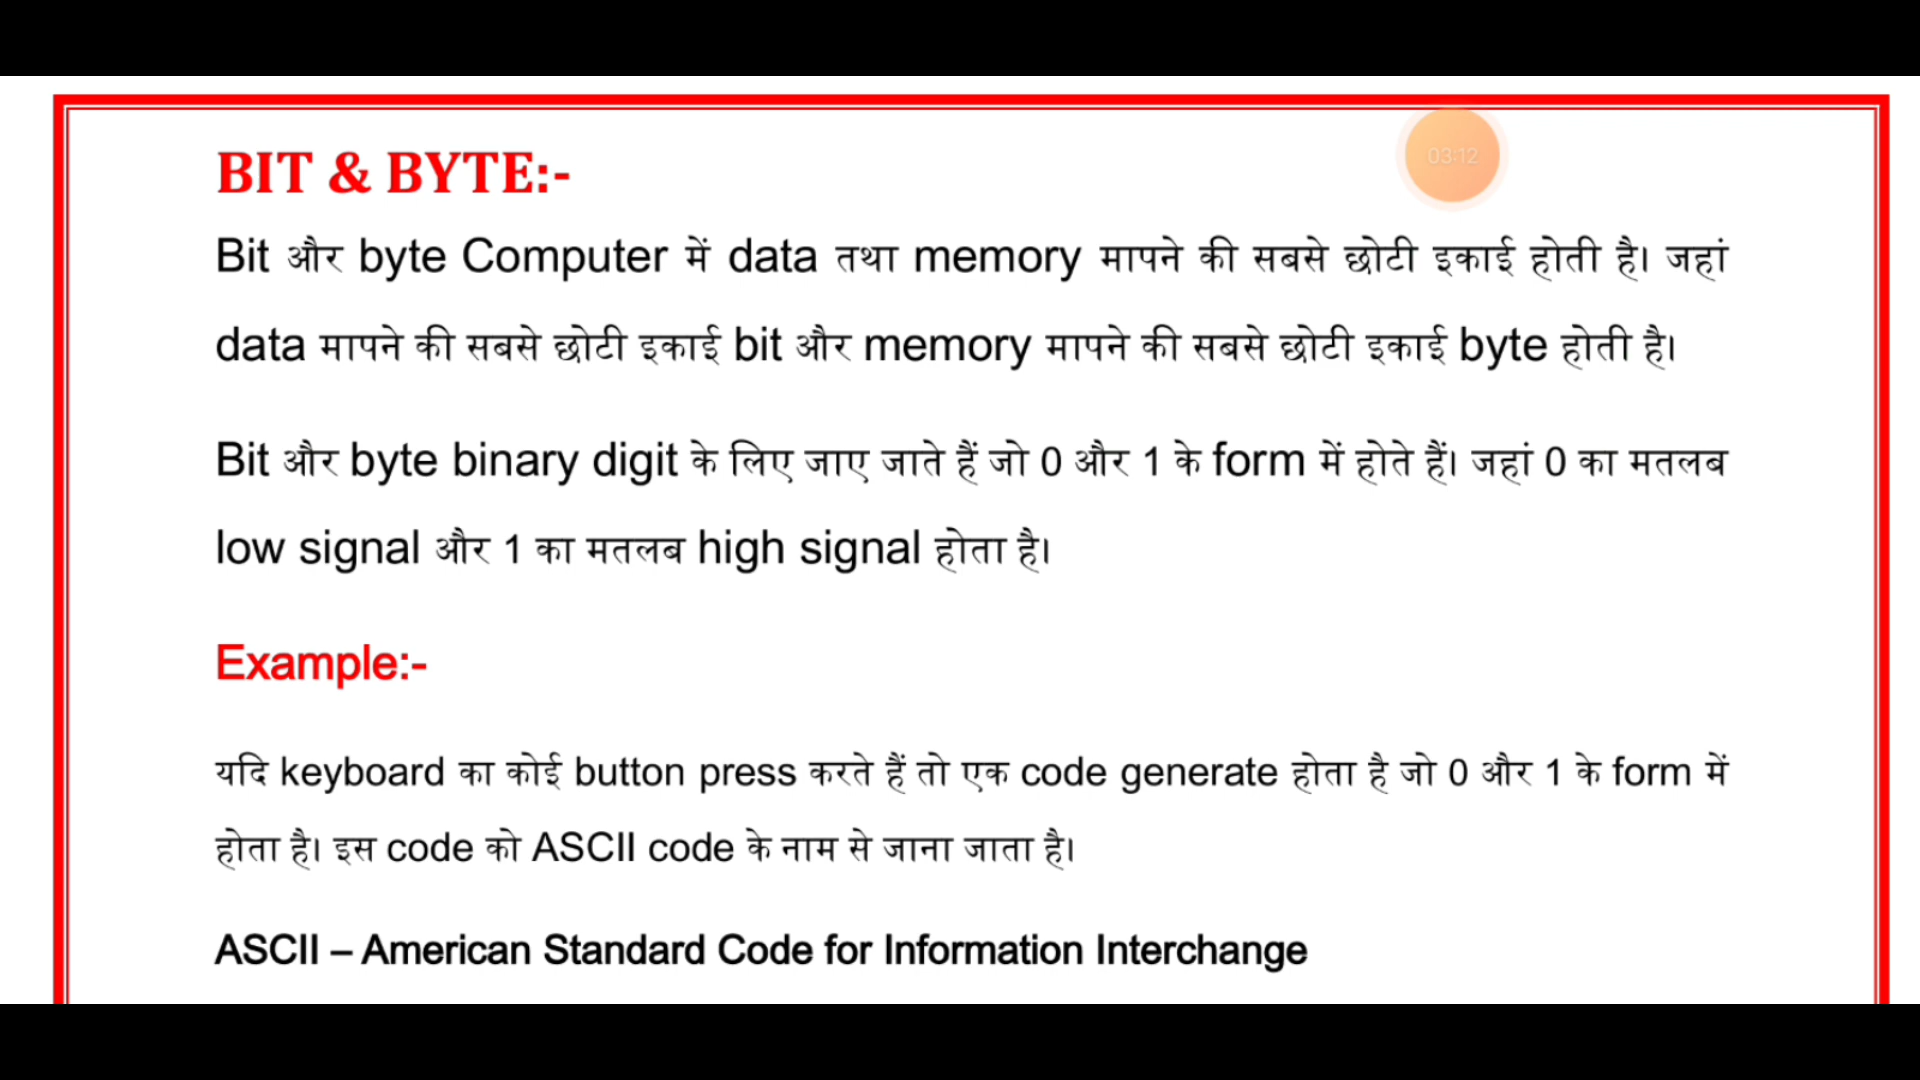 BIT & BYTE:-
03:12
Bit और byte Computer में data तथा memory मापने की सबसे छोटी इकाई होती है। जहां
data मापने की सबसे छोटी इकाई bit और memory मापने की सबसे छोटी इकाई byte होती है।
Bit और byte binary digit के लिए जाए जाते हैं जो 0 और 1 के form में होते हैं। जहां 0 का मतलब
low signal और 1 का मतलब high signal होता है।
Example:-
यदि keyboard का कोई button press करते हैं तो एक code generate होता है जो 0 और 1 के form में
होता है। इस code को ASCII code के नाम से जाना जाता है।
ASCII – American Standard Code for Information Interchange